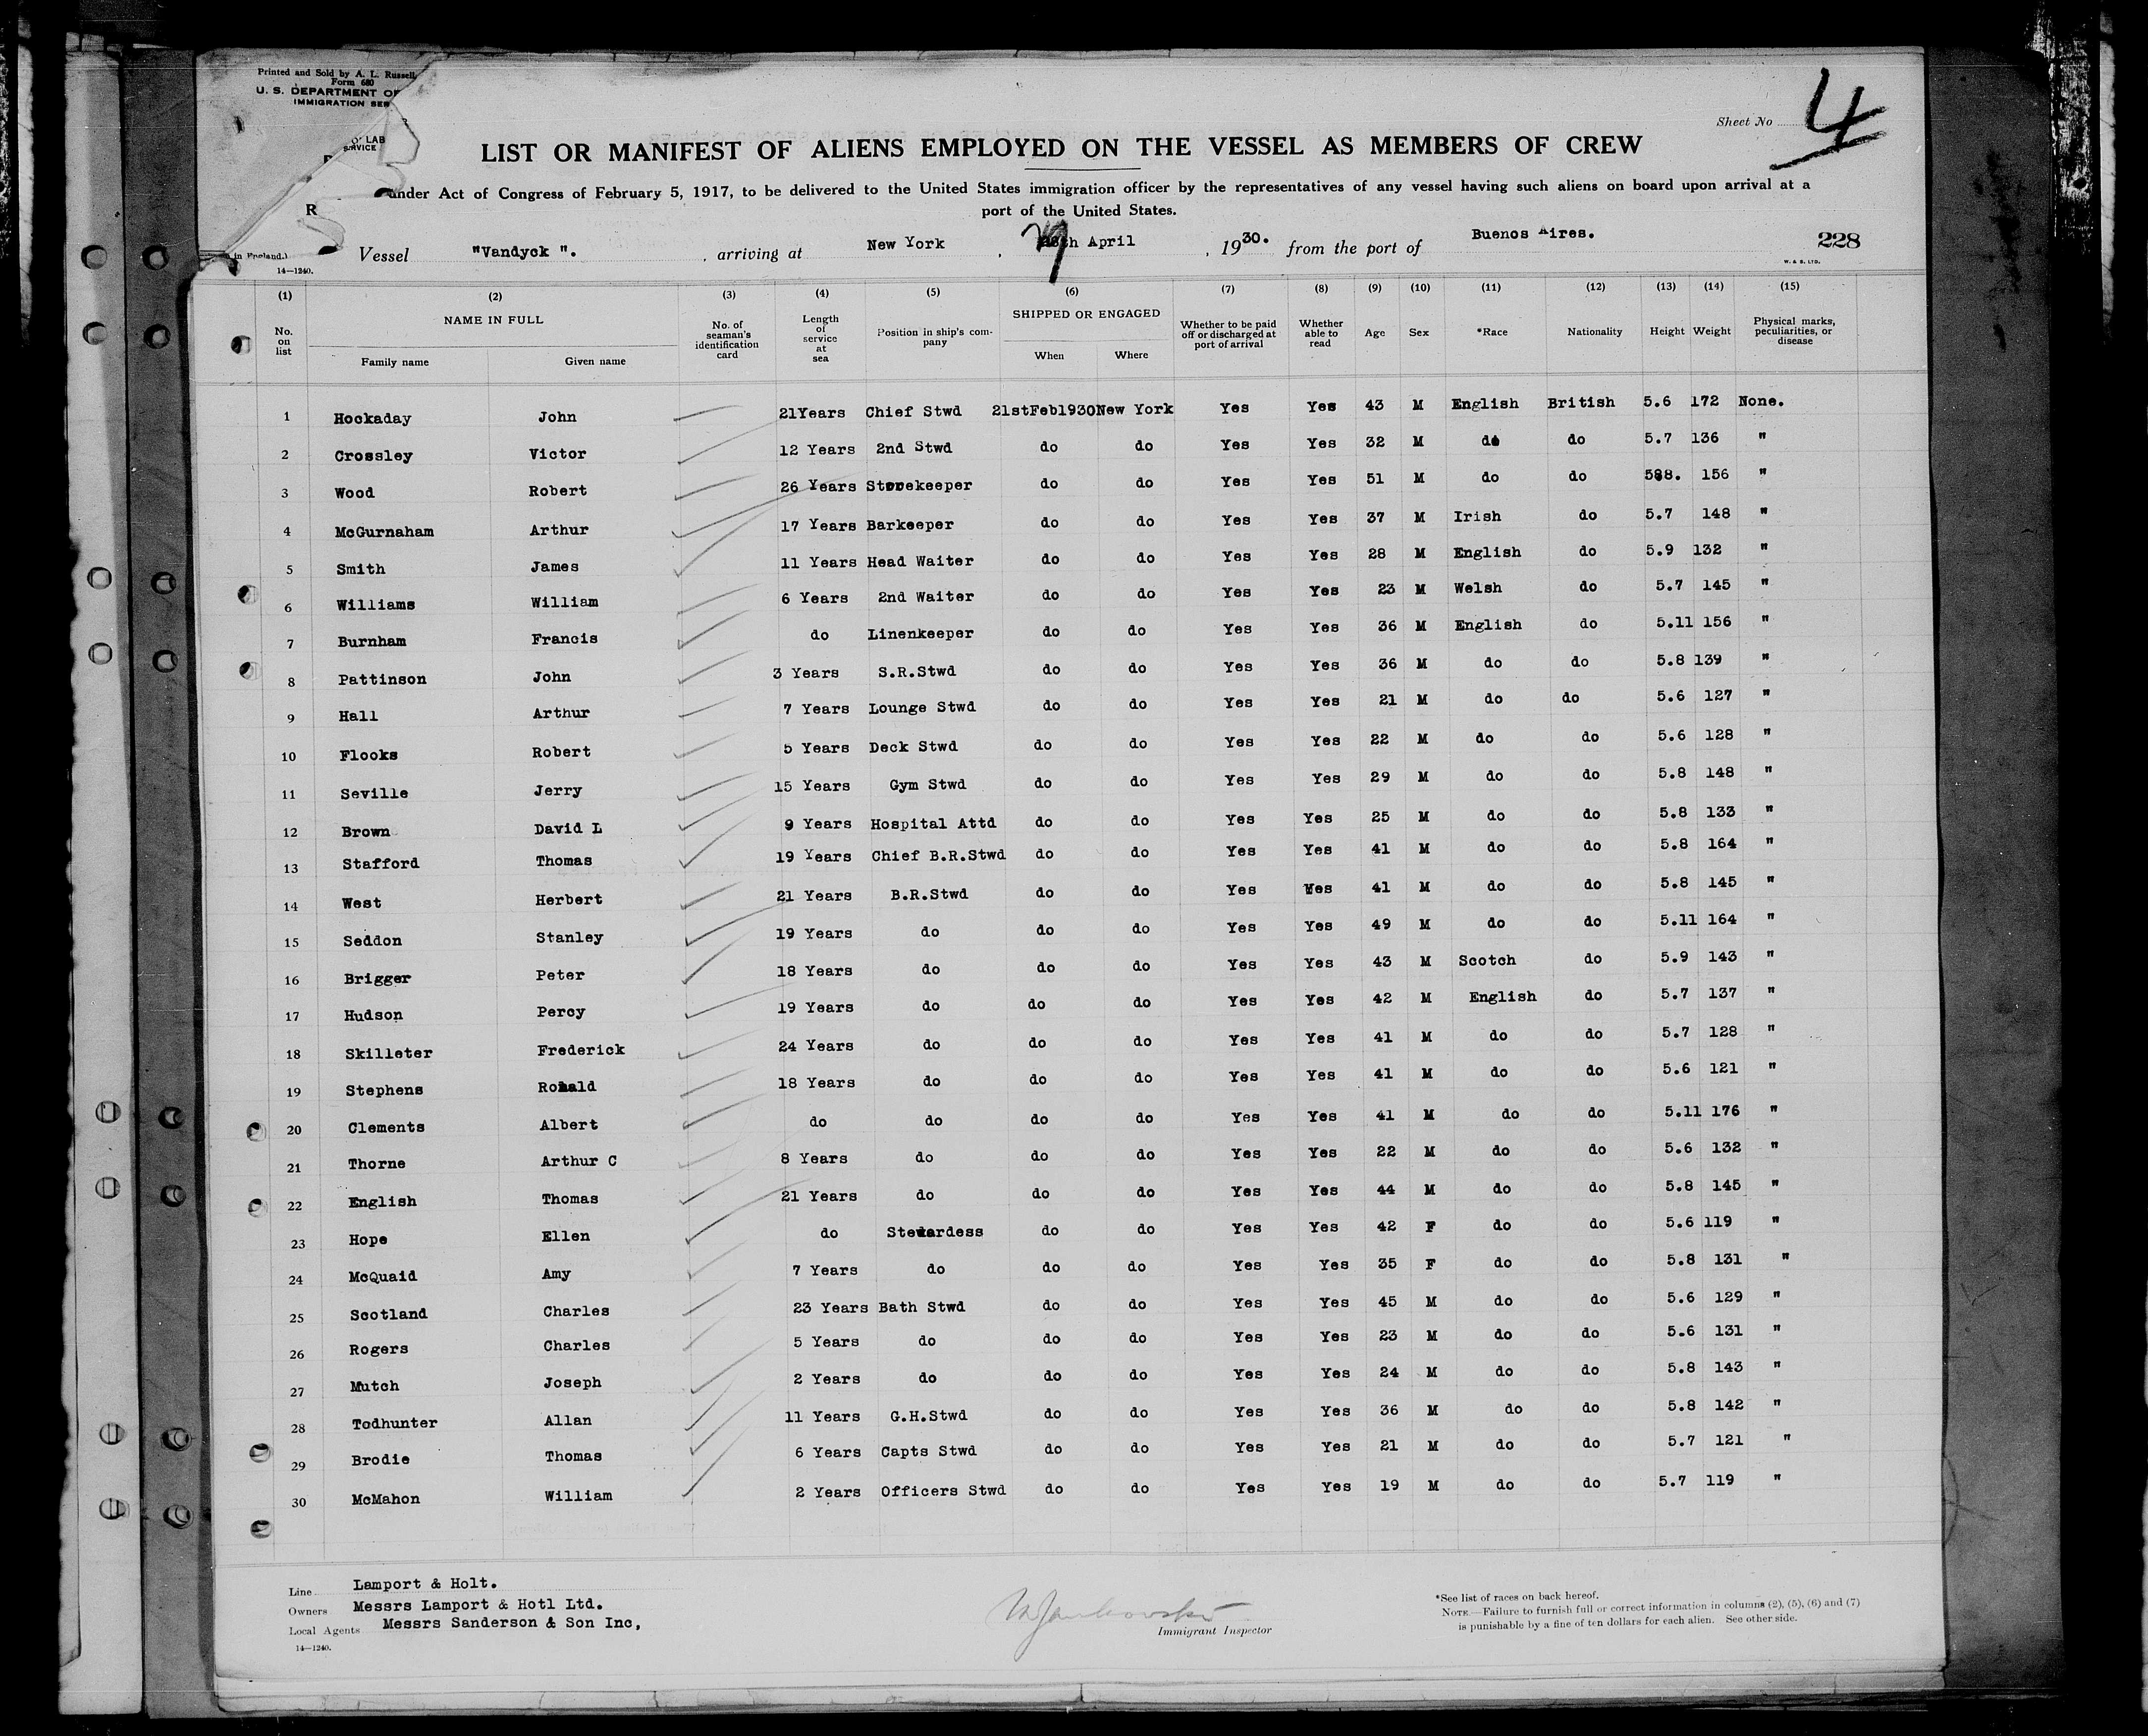 Printed and Sold by A. L. Russell
Form 680
U. S. DEPARTMENT OF
IMMIGRATION SER
LAB
SERVICE
R
Sheet No 4
LIST OR MANIFEST OF ALIENS EMPLOYED ON THE VESSEL AS MEMBERS OF CREW
under Act of Congress of February 5, 1917, to be delivered to the United States immigration officer by the representatives of any vessel having such aliens on board upon arrival at a
port of the United States.
in England.)
14—1240.
Vessel "Vandyck ". , arriving at New York , April , 1930. from the port of Buenos Aires. 228
W. & S. LTD.
(1) (2) (3) (4) (5) (6) (7) (8) (9) (10) (11) (12) (13) (14) (15)
No. on list NAME IN FULL Family name Given name No. of seaman's identification card Length of service at sea Position in ship's company SHIPPED OR ENGAGED When Where Whether to be paid off or discharged at port of arrival Whether able to read Age Sex *Race Nationality Height Weight Physical marks, peculiarities, or disease
1 Hockaday John 21Years Chief Stwd 21stFeb1930 New York Yes Yes 43 M English British 5.6 172 None.
2 Crossley Victor 12 Years 2nd Stwd do do Yes Yes 32 M do do 5.7 136 "
3 Wood Robert 26 Years Storekeeper do do Yes Yes 51 M do do 588. 156 "
4 McGurnaham Arthur 17 Years Barkeeper do do Yes Yes 37 M Irish do 5.7 148 "
5 Smith James 11 Years Head Waiter do do Yes Yes 28 M English do 5.9 132 "
6 Williams William 6 Years 2nd Waiter do do Yes Yes 23 M Welsh do 5.7 145 "
7 Burnham Francis do Linenkeeper do do Yes Yes 36 M English do 5.11 156 "
8 Pattinson John 3 Years S.R.Stwd do do Yes Yes 36 M do do 5.8 139 "
9 Hall Arthur 7 Years Lounge Stwd do do Yes Yes 21 M do do 5.6 127 "
10 Flooks Robert 5 Years Deck Stwd do do Yes Yes 22 M do do 5.6 128 "
11 Seville Jerry 15 Years Gym Stwd do do Yes Yes 29 M do do 5.8 148 "
12 Brown David L 9 Years Hospital Attd do do Yes Yes 25 M do do 5.8 133 "
13 Stafford Thomas 19 Years Chief B.R.Stwd do do Yes Yes 41 M do do 5.8 164 "
14 West Herbert 21 Years B.R.Stwd do do Yes Yes 41 M do do 5.8 145 "
15 Seddon Stanley 19 Years do do do Yes Yes 49 M do do 5.11 164 "
16 Brigger Peter 18 Years do do do Yes Yes 43 M Scotch do 5.9 143 "
17 Hudson Percy 19 Years do do do Yes Yes 42 M English do 5.7 137 "
18 Skilleter Frederick 24 Years do do do Yes Yes 41 M do do 5.7 128 "
19 Stephens Ronald 18 Years do do do Yes Yes 41 M do do 5.6 121 "
20 Clements Albert do do do do Yes Yes 41 M do do 5.11 176 "
21 Thorne Arthur C 8 Years do do do Yes Yes 22 M do do 5.6 132 "
22 English Thomas 21 Years do do do Yes Yes 44 M do do 5.8 145 "
23 Hope Ellen do Stewardess do do Yes Yes 42 F do do 5.6 119 "
24 McQuaid Amy 7 Years do do do Yes Yes 35 F do do 5.8 131 "
25 Scotland Charles 23 Years Bath Stwd do do Yes Yes 45 M do do 5.6 129 "
26 Rogers Charles 5 Years do do do Yes Yes 23 M do do 5.6 131 "
27 Mutch Joseph 2 Years do do do Yes Yes 24 M do do 5.8 143 "
28 Todhunter Allan 11 Years G.H.Stwd do do Yes Yes 36 M do do 5.8 142 "
29 Brodie Thomas 6 Years Capts Stwd do do Yes Yes 21 M do do 5.7 121 "
30 McMahon William 2 Years Officers Stwd do do Yes Yes 19 M do do 5.7 119 "
Line Lamport & Holt.
Owners Messrs Lamport & Hotl Ltd.
Local Agents Messrs Sanderson & Son Inc,
14—1240.
Immigrant Inspector
*See list of races on back hereof.
NOTE.—Failure to furnish full or correct information in columns (2), (5), (6) and (7)
is punishable by a fine of ten dollars for each alien. See other side.